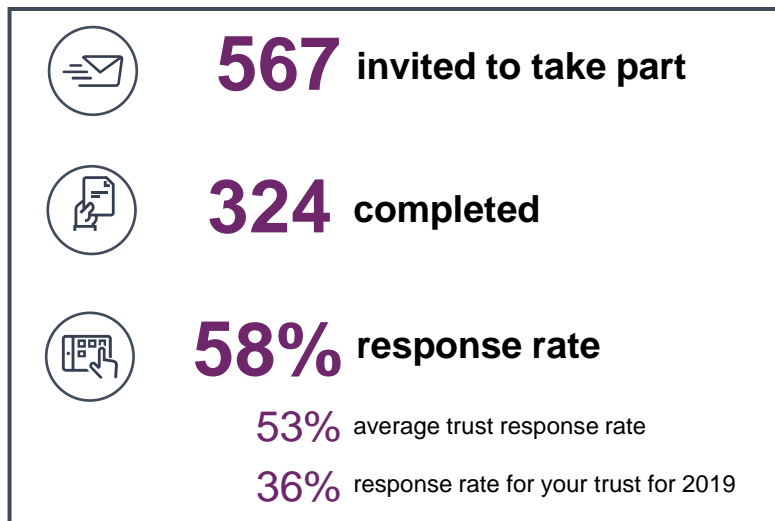 567 invited to take part
324 completed
58% response rate
53% average trust response rate
36% response rate for your trust for 2019